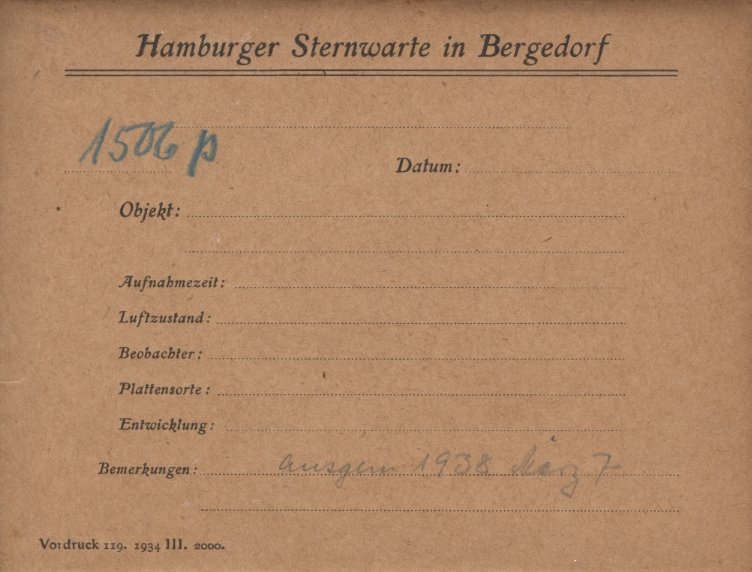 Hamburger Sternwarte in Bergedorf
1506 p
Datum:
Objekt:
Aufnahmezeit:
Luftzustand:
Beobachter:
Plattensorte:
Entwicklung:
Bemerkungen: ausgem 1938 März 7
Vordruck 119. 1934 III. 2000.